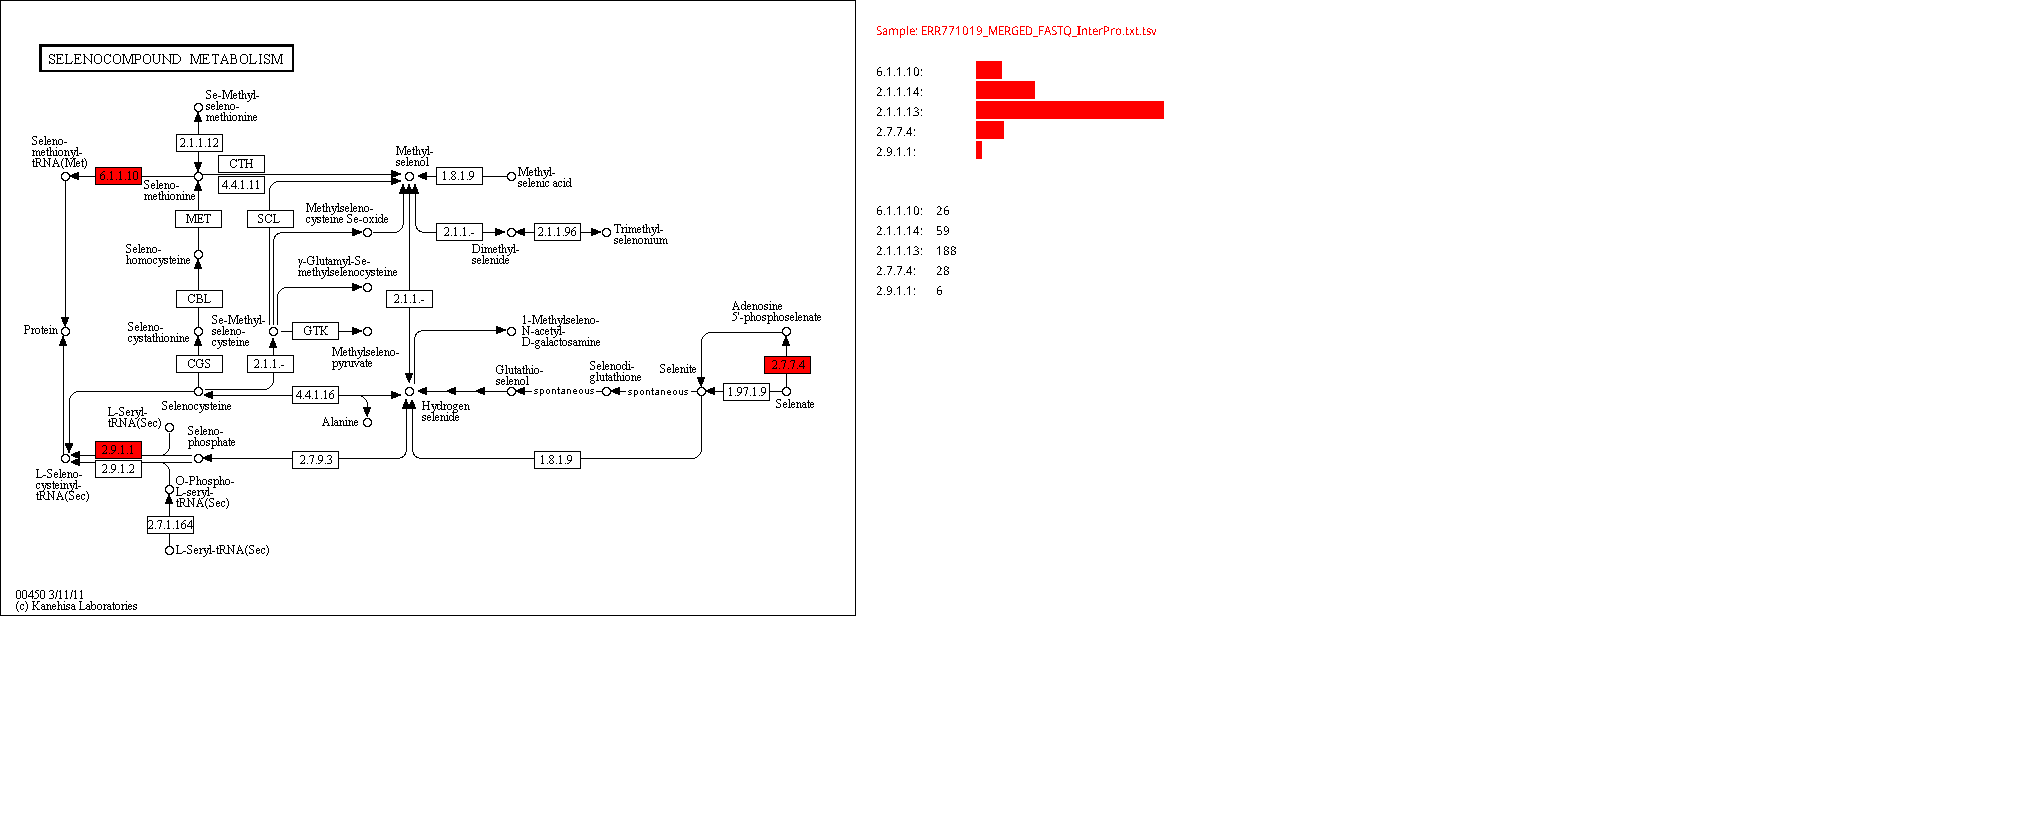 SELENOCOMPOUND METABOLISM
Se-Methyl-
seleno-
methionine
2.1.1.12
Seleno-
methionyl-
tRNA(Met)
6.1.1.10
Seleno-
methionine
CTH
4.4.1.11
Methyl-
selenol
1.8.1.9
Methyl-
selenic acid
MET
SCL
Methylseleno-
cysteine Se-oxide
2.1.1.-
Dimethyl-
selenide
2.1.1.96
Trimethyl-
selenonium
Seleno-
homocysteine
γ-Glutamyl-Se-
methylselenocysteine
CBL
2.1.1.-
Protein
Seleno-
cystathionine
Se-Methyl-
seleno-
cysteine
GTK
Methylseleno-
pyruvate
1-Methylseleno-
N-acetyl-
D-galactosamine
Adenosine
5'-phosphoselenate
CGS
2.1.1.-
2.7.7.4
Glutathio-
selenol
Selenodi-
glutathione
Selenite
spontaneous
spontaneous
1.97.1.9
Selenate
Selenocysteine
4.4.1.16
Alanine
Hydrogen
selenide
L-Seryl-
tRNA(Sec)
Seleno-
phosphate
2.9.1.1
2.9.1.2
2.7.9.3
1.8.1.9
L-Seleno-
cysteinyl-
tRNA(Sec)
O-Phospho-
L-seryl-
tRNA(Sec)
2.7.1.164
L-Seryl-tRNA(Sec)
00450 3/11/11
(c) Kanehisa Laboratories
Sample: ERR771019_MERGED_FASTQ_InterPro.txt.tsv
6.1.1.10:
2.1.1.14:
2.1.1.13:
2.7.7.4:
2.9.1.1:
6.1.1.10: 26
2.1.1.14: 59
2.1.1.13: 188
2.7.7.4: 28
2.9.1.1: 6